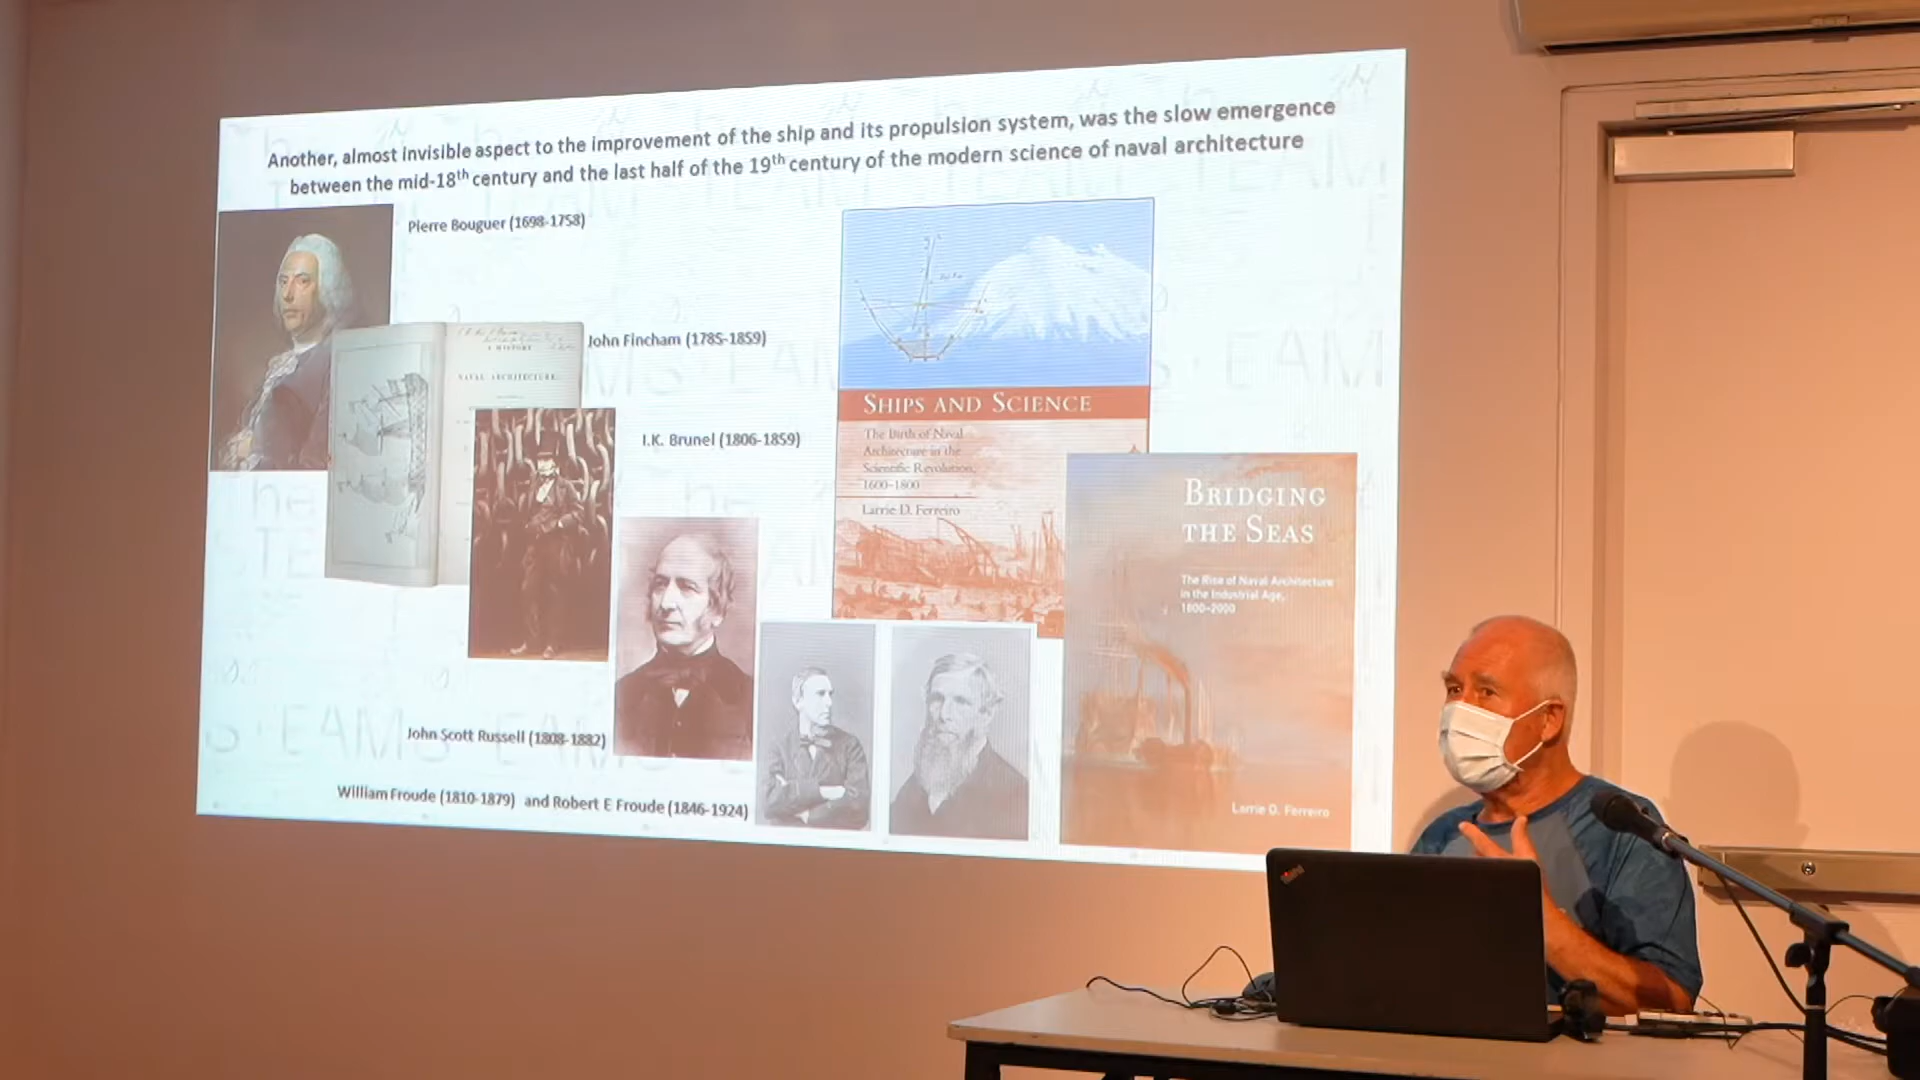 Another, almost invisible aspect to the improvement of the ship and its propulsion system, was the slow emergence
between the mid-18th century and the last half of the 19th century of the modern science of naval architecture
Pierre Bouguer (1698-1758)
John Fincham (1785-1859)
A HISTORY
NAVAL ARCHITECTURE
I.K. Brunel (1806-1859)
John Scott Russell (1808-1882)
William Froude (1810-1879) and Robert E Froude (1846-1924)
SHIPS AND SCIENCE
The Birth of Naval
Architecture in the
Scientific Revolution,
1600–1800
Larrie D. Ferreiro
BRIDGING
THE SEAS
The Rise of Naval Architecture
in the Industrial Age,
1800–2000
Larrie D. Ferreiro